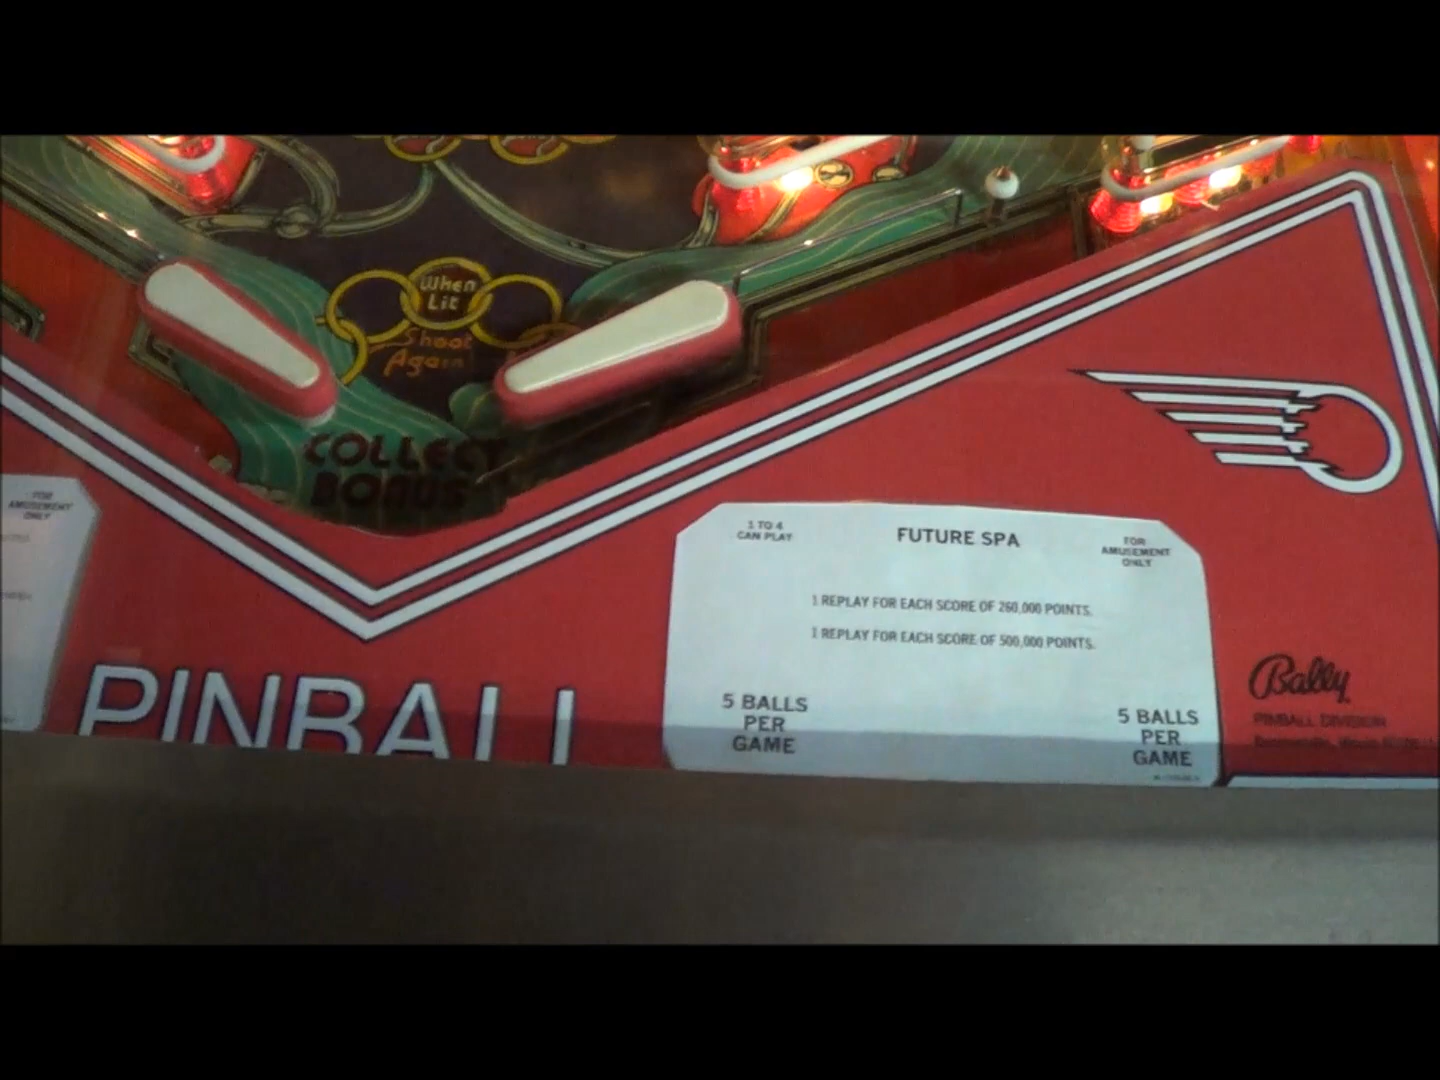 When
Lit
Shoot
Again
COLLECT
BONUS
FOR
AMUSEMENT
ONLY
1 TO 4
CAN PLAY
FUTURE SPA
FOR
AMUSEMENT
ONLY
1 REPLAY FOR EACH SCORE OF 260,000 POINTS.
1 REPLAY FOR EACH SCORE OF 500,000 POINTS.
5 BALLS
PER
GAME
5 BALLS
PER
GAME
Bally
PINBALL DIVISION
PINBALL